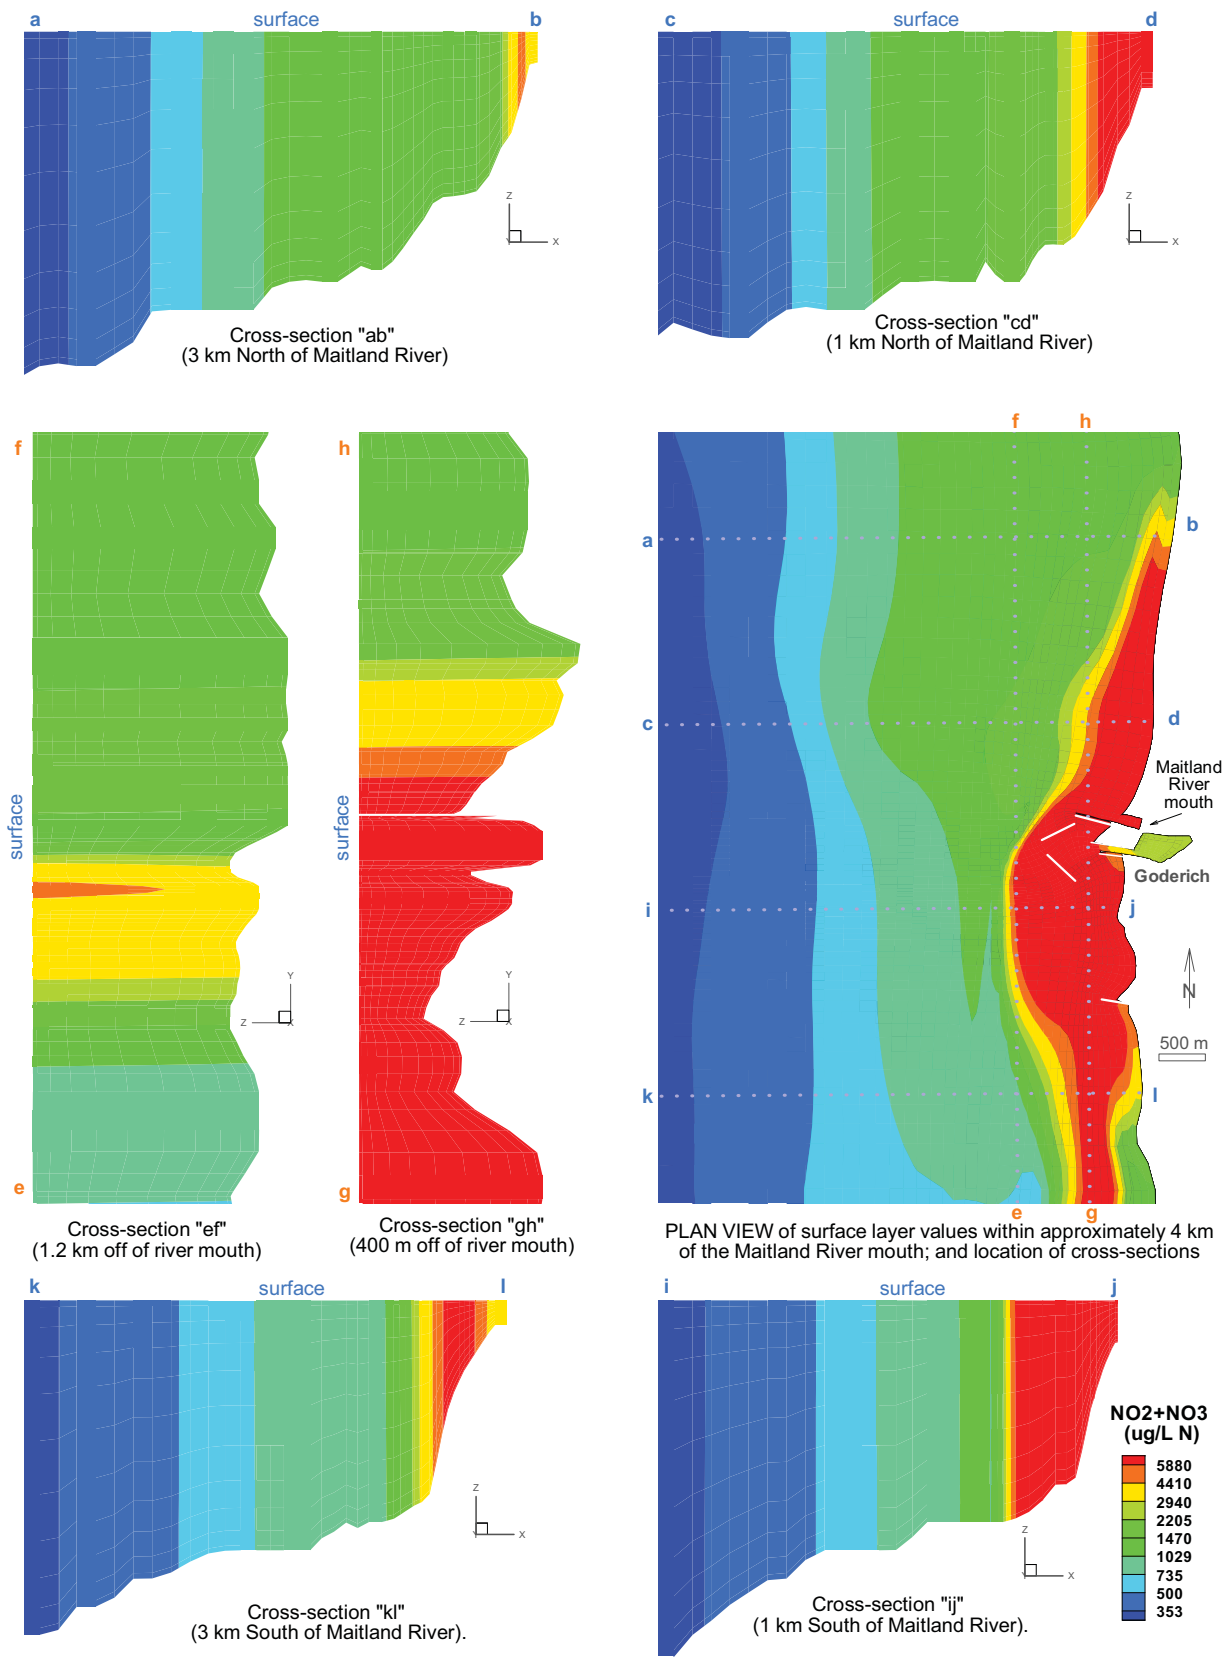 a surface b
Z
Y X
Cross-section "ab"
(3 km North of Maitland River)
c surface d
Z
Y X
Cross-section "cd"
(1 km North of Maitland River)
f
surface
e
Y
Z X
Cross-section "ef"
(1.2 km off of river mouth)
h
surface
g
Y
Z X
Cross-section "gh"
(400 m off of river mouth)
f h
a b
c d
Maitland
River
mouth
Goderich
i j
N
500 m
k l
e g
PLAN VIEW of surface layer values within approximately 4 km
of the Maitland River mouth; and location of cross-sections
k surface l
Z
Y X
Cross-section "kl"
(3 km South of Maitland River).
i surface j
Z
Y X
Cross-section "ij"
(1 km South of Maitland River).
NO2+NO3
(ug/L N)
5880
4410
2940
2205
1470
1029
735
500
353